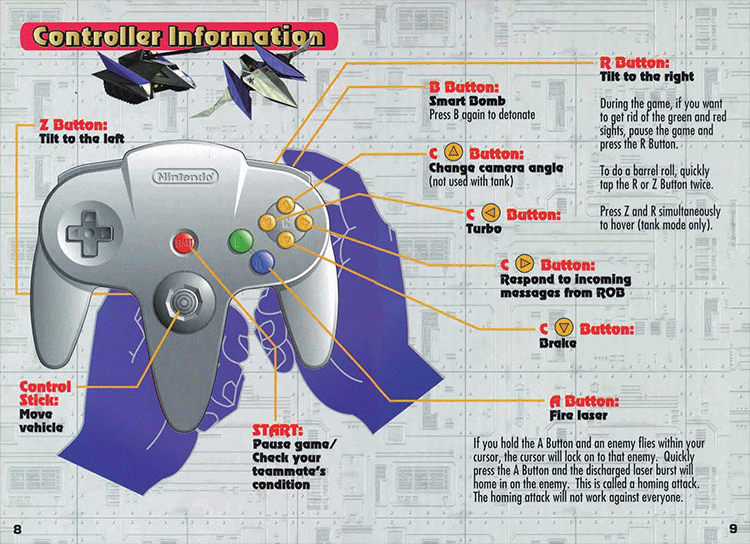 Controller Information
Z Button:
Tilt to the left
Nintendo
START
B
A
C
Control
Stick:
Move
vehicle
START:
Pause game/
Check your
teammate's
condition
B Button:
Smart Bomb
Press B again to detonate
C Button:
Change camera angle
(not used with tank)
C Button:
Turbo
C Button:
Respond to incoming
messages from ROB
C Button:
Brake
A Button:
Fire laser
If you hold the A Button and an enemy flies within your
cursor, the cursor will lock on to that enemy. Quickly
press the A Button and the discharged laser burst will
home in on the enemy. This is called a homing attack.
The homing attack will not work against everyone.
R Button:
Tilt to the right
During the game, if you want
to get rid of the green and red
sights, pause the game and
press the R Button.
To do a barrel roll, quickly
tap the R or Z Button twice.
Press Z and R simultaneously
to hover (tank mode only).
8
9